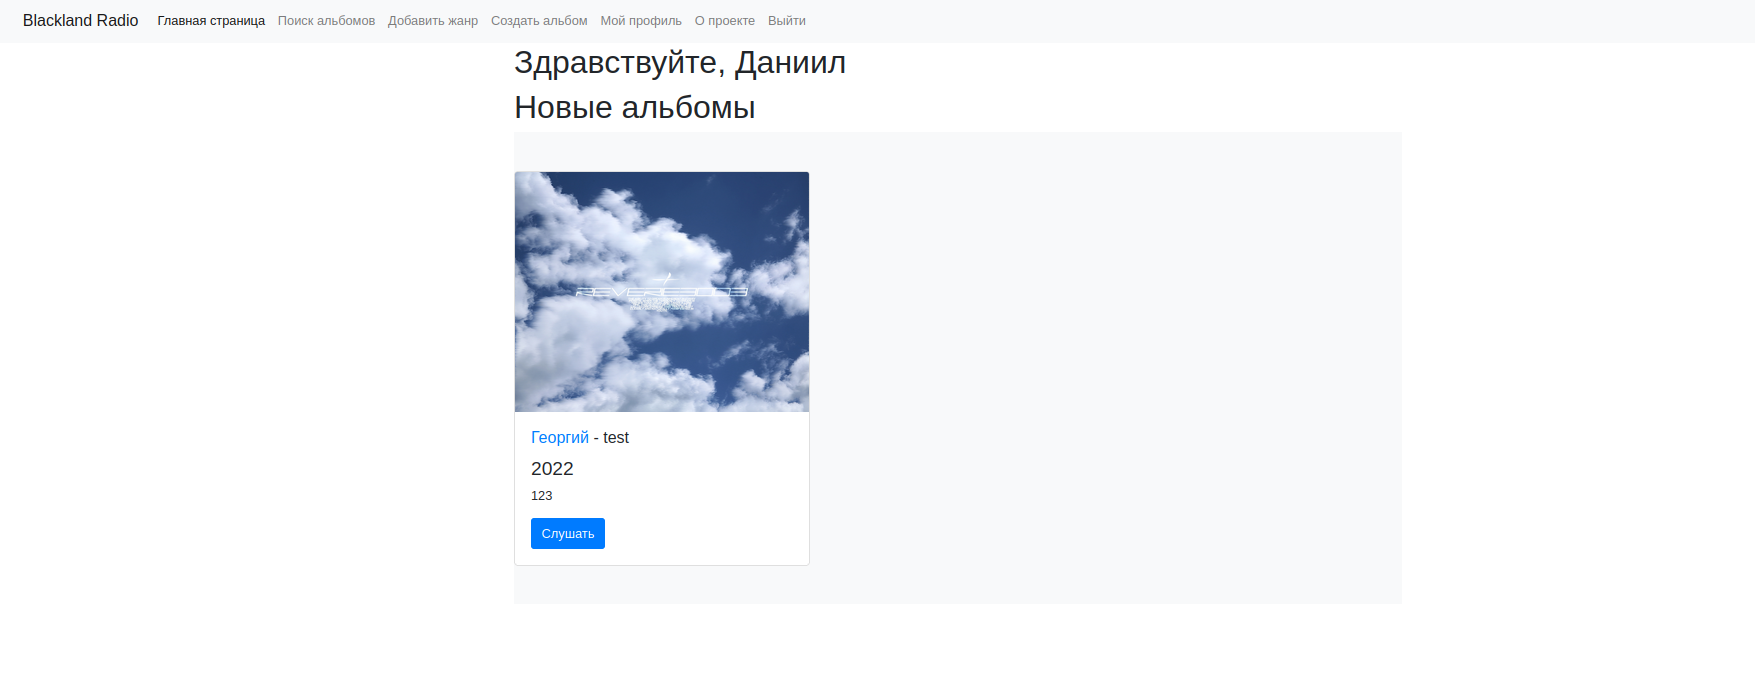 Blackland Radio Главная страница Поиск альбомов Добавить жанр Создать альбом Мой профиль О проекте Выйти
Здравствуйте, Даниил
Новые альбомы
Георгий - test
2022
123
Слушать